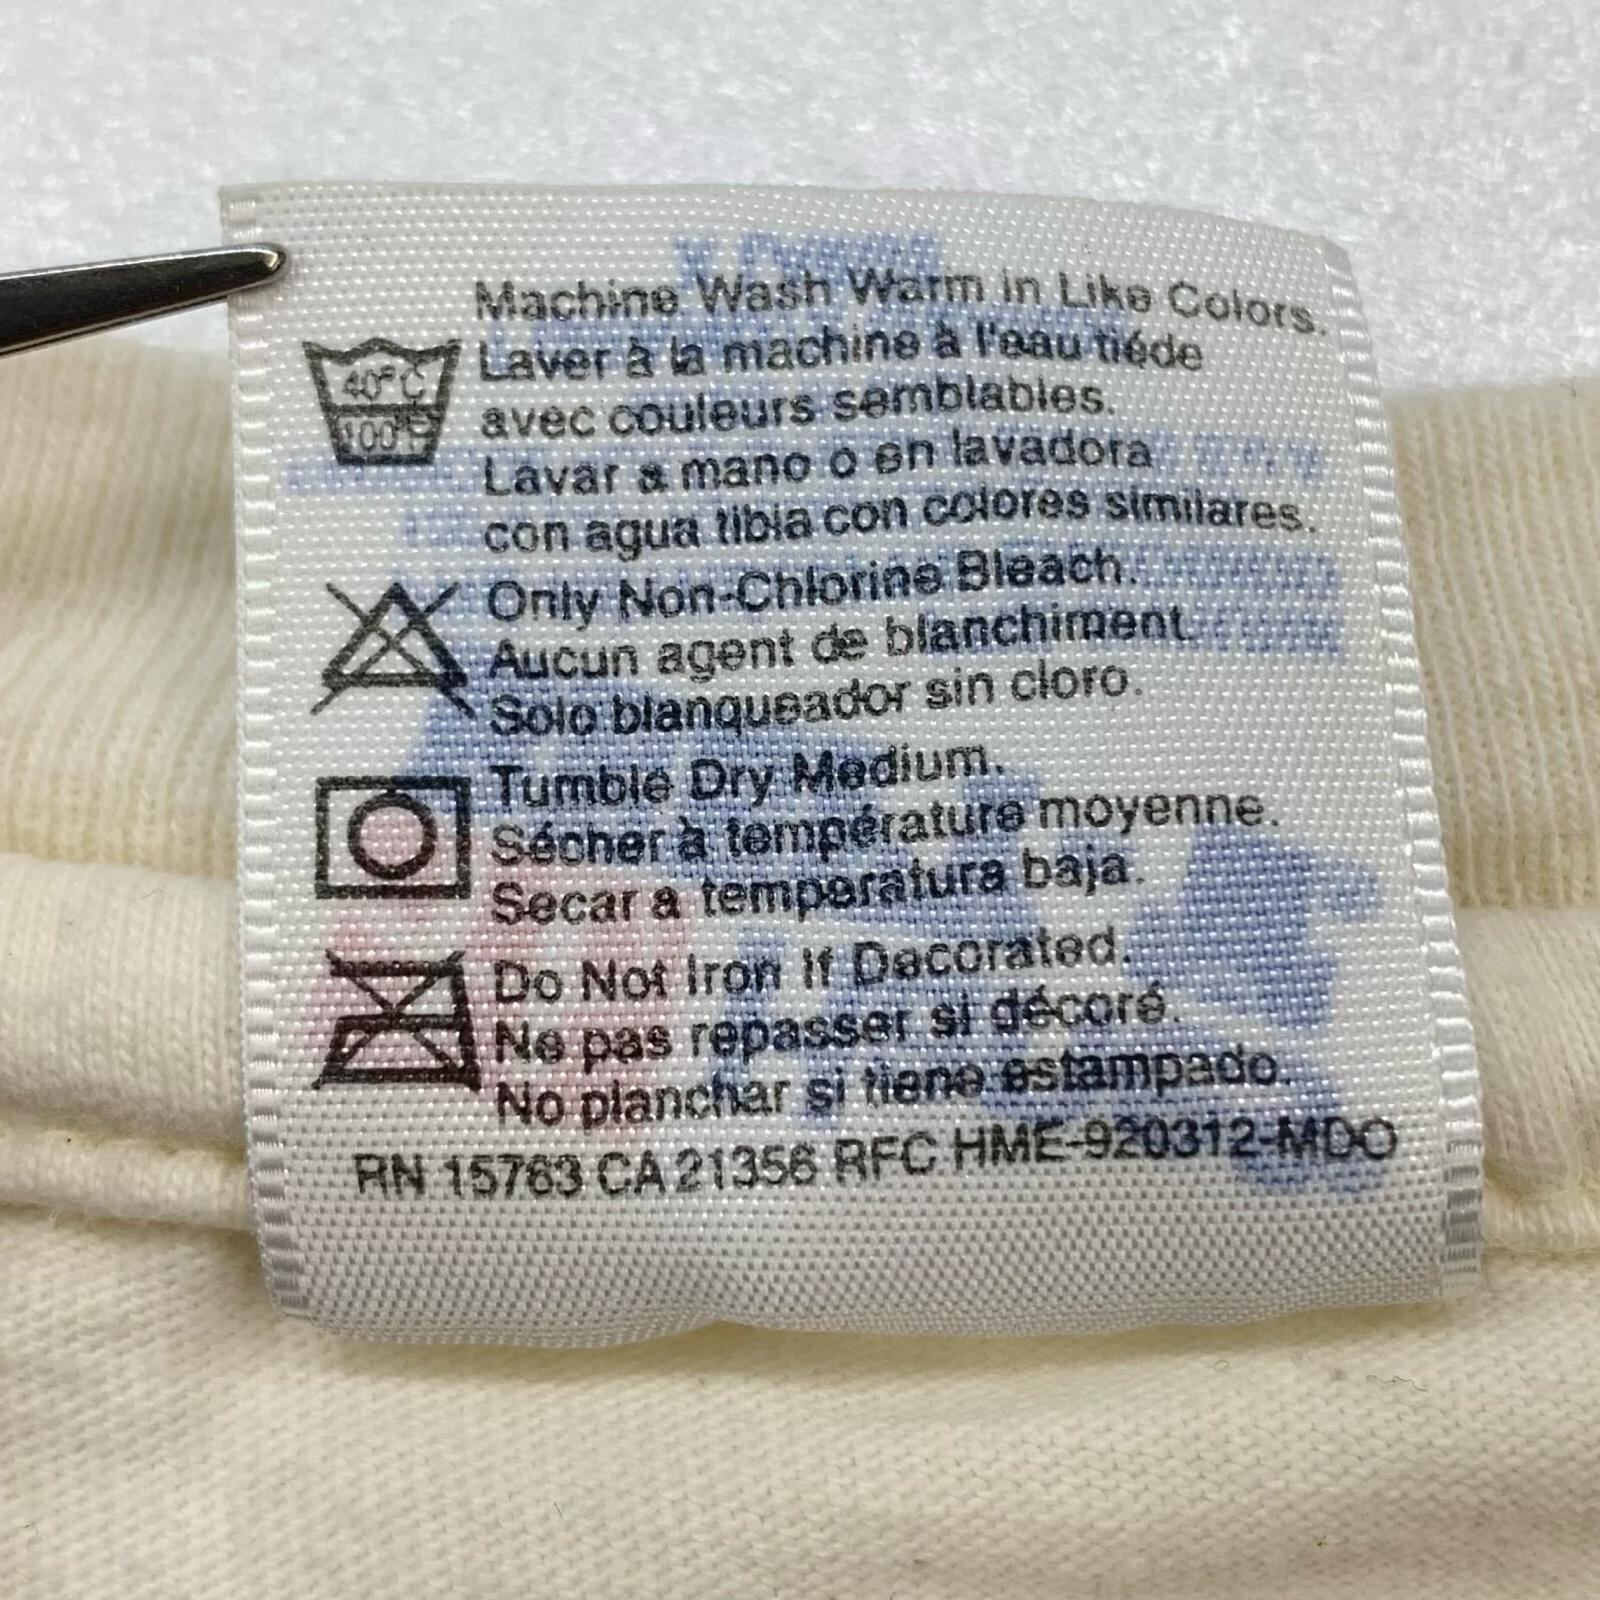 Machine Wash Warm in Like Colors.
Laver à la machine à l'eau tiéde
avec couleurs semblables.
Lavar a mano o en lavadora
con agua tibia con colores similares.
40°C
100°F
Only Non-Chlorine Bleach.
Aucun agent de blanchiment.
Solo blanqueador sin cloro.
Tumble Dry Medium.
Sécher à température moyenne.
Secar a temperatura baja.
Do Not Iron If Decorated.
Ne pas repasser si décoré.
No planchar si tiene estampado.
RN 15763 CA 21356 RFC HME-920312-MDO